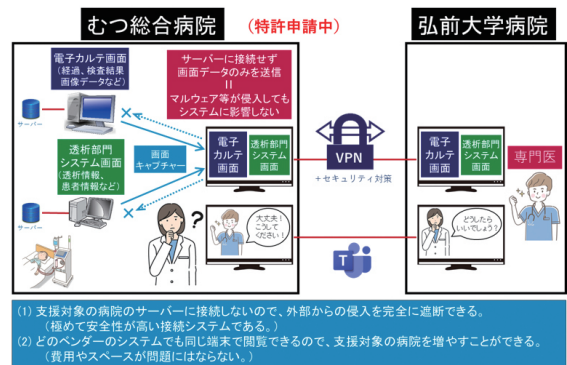 むつ総合病院
(特許申請中)
弘前大学病院
電子カルテ画面
(経過、検査結果
画像データなど)
サーバーに接続せず
画面データのみを送信
॥
マルウェア等が侵入しても
システムに影響しない
サーバー
透析部門
システム画面
(透析情報、
患者情報など)
サーバー
画面
キャプチャー
電子
カルテ
画面
透析部門
システム
画面
VPN
+セキュリティ対策
電子
カルテ
画面
透析部門
システム
画面
専門医
?
大丈夫!
こうして
ください!
T
どうしたら
いいでしょう?
(1) 支援対象の病院のサーバーに接続しないので、外部からの侵入を完全に遮断できる。
(極めて安全性が高い接続システムである。)
(2) どのベンダーのシステムでも同じ端末で閲覧できるので、支援対象の病院を増やすことができる。
(費用やスペースが問題にはならない。)